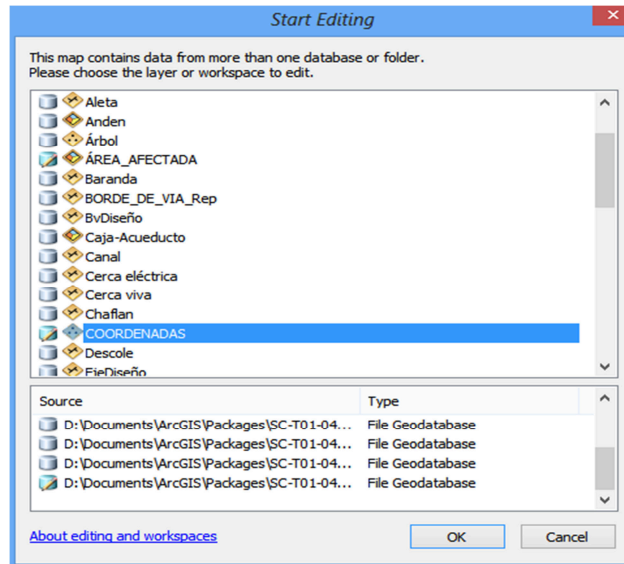 Start Editing
This map contains data from more than one database or folder.
Please choose the layer or workspace to edit.
Aleta
Anden
Árbol
ÁREA_AFECTADA
Baranda
BORDE_DE_VIA_Rep
BvDiseño
Caja-Acueducto
Canal
Cerca eléctrica
Cerca viva
Chaflan
COORDENADAS
Descole
EjeDiseño
Source Type
D:\Documents\ArcGIS\Packages\SC-T01-04... File Geodatabase
D:\Documents\ArcGIS\Packages\SC-T01-04... File Geodatabase
D:\Documents\ArcGIS\Packages\SC-T01-04... File Geodatabase
D:\Documents\ArcGIS\Packages\SC-T01-04... File Geodatabase
About editing and workspaces OK Cancel